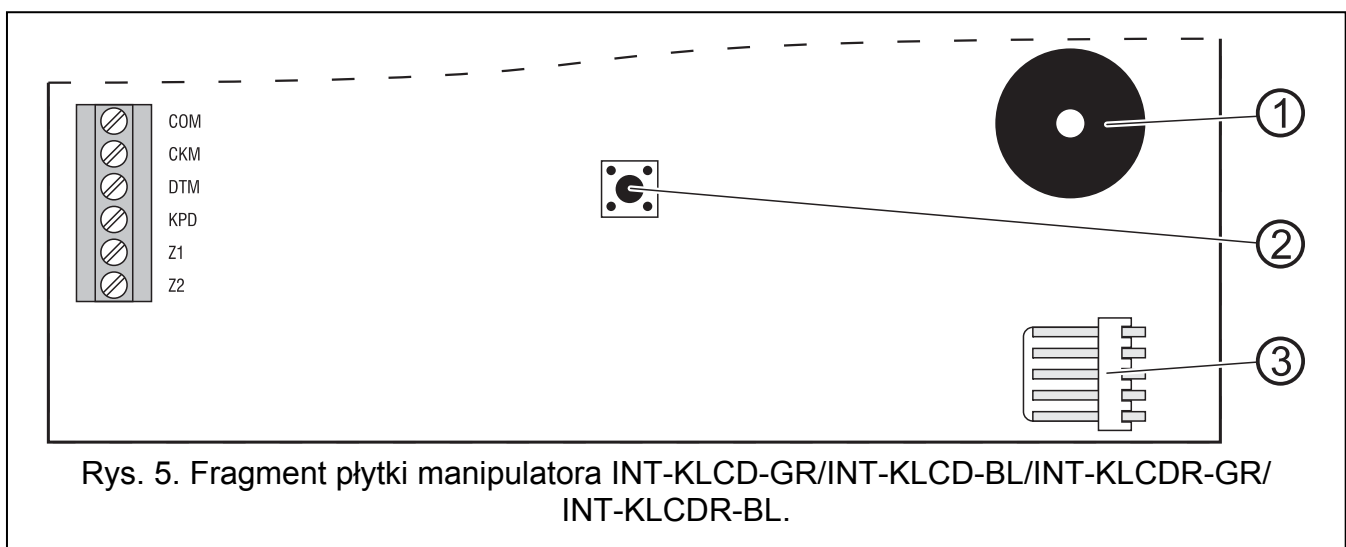 COM
CKM
DTM
KPD
Z1
Z2
1
2
3
Rys. 5. Fragment płytki manipulatora INT-KLCD-GR/INT-KLCD-BL/INT-KLCDR-GR/
INT-KLCDR-BL.